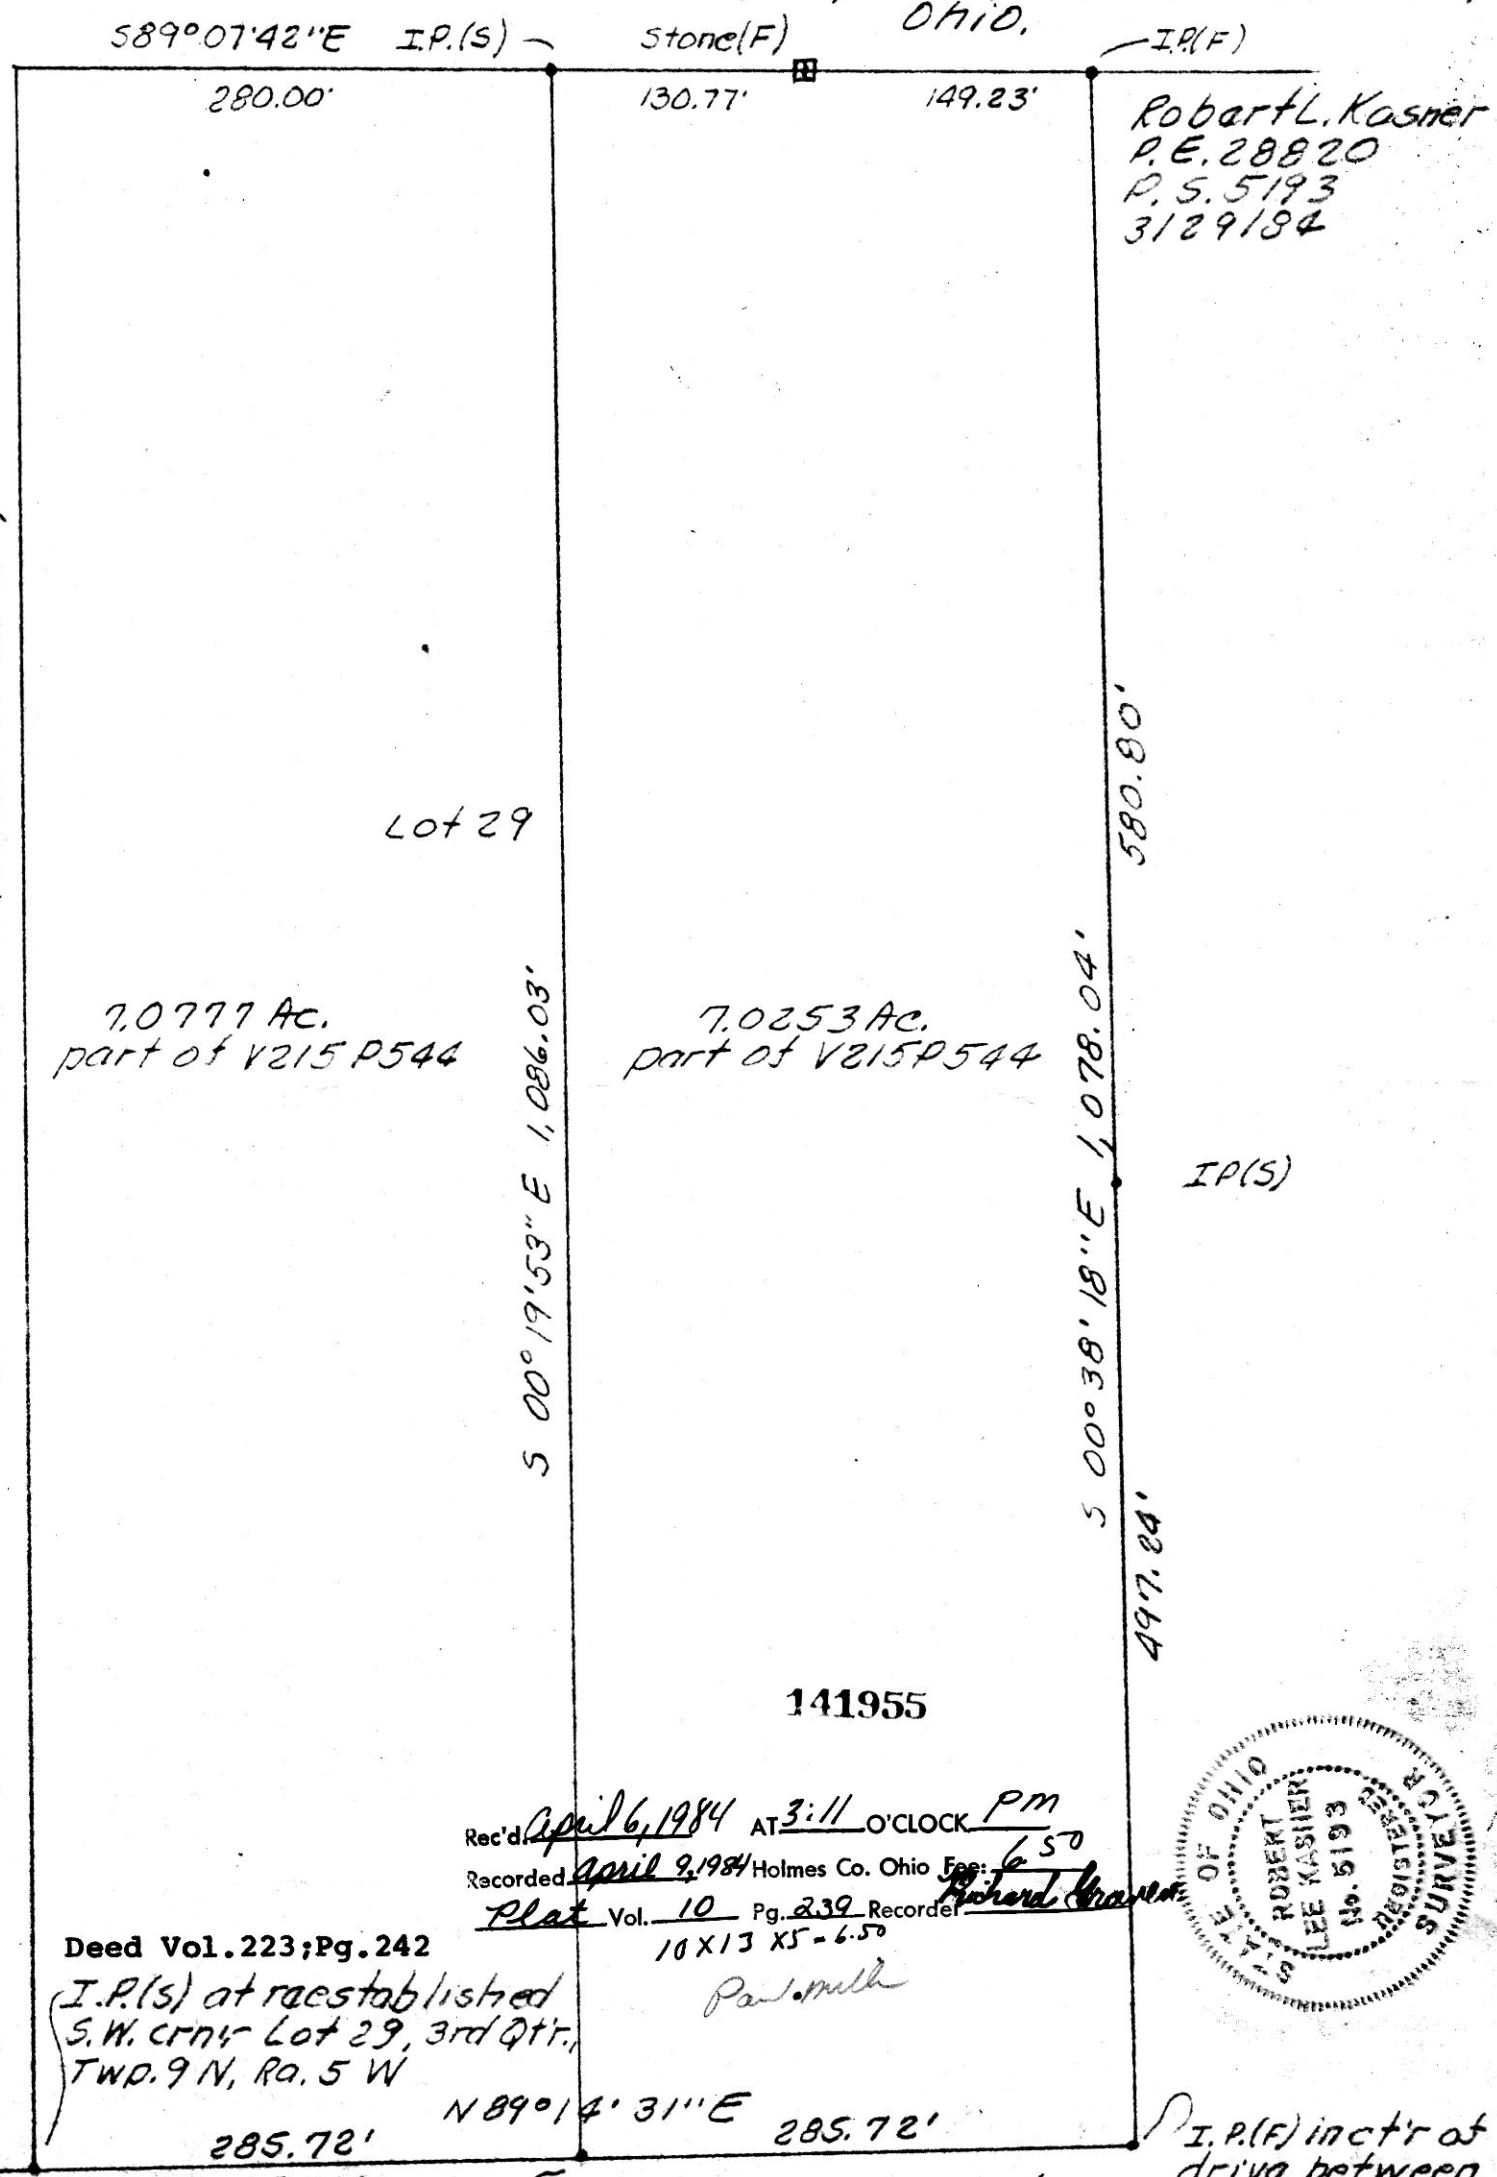 Ohio.
S89°07'42"E I.P.(S) Stone(F) I.P.(F)
280.00' 130.77' 149.23'
Robert L. Kasner
P.E. 28820
P.S. 5193
3/29/84
580.80'
Lot 29
7.0777 Ac.
part of V215 P544
S 00°19'53" E 1,086.03'
7.0253 Ac.
part of V215P544
S 00°38'18"E 1,078.04'
IP(S)
497.24'
141955
Rec'd. April 6, 1984 AT 3:11 O'CLOCK PM
Recorded April 9, 1984 Holmes Co. Ohio Fee: 6 50
Plat Vol. 10 Pg. 239 Recorder Richard Graven
10 X 13 X5 = 6.50
STATE OF OHIO
ROBERT
LEE KASNER
No. 5193
REGISTERED
SURVEYOR
Deed Vol.223;Pg.242
I.P.(S) at reestablished
S.W. crnr Lot 29, 3rd Qt'r.,
Twp. 9 N, Ra. 5 W
N 89°14'31"E
285.72' 285.72'
I.P.(F) in ct'r of
drive between